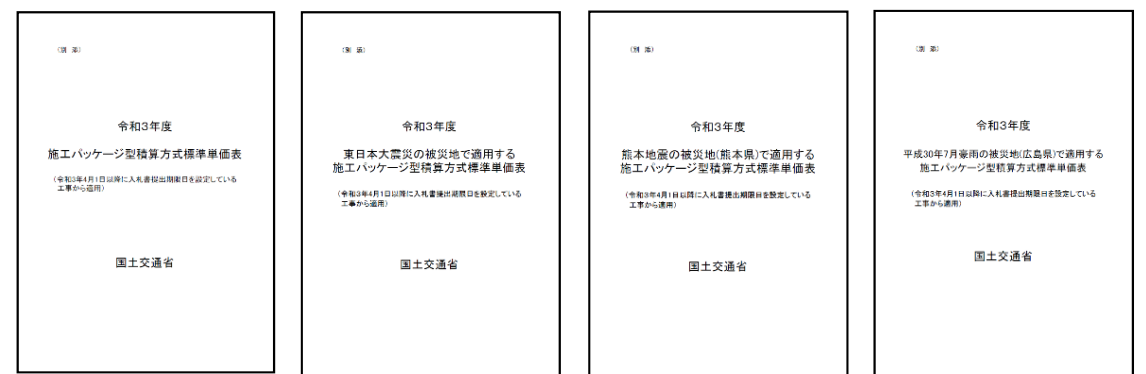 （別 添）
令和3年度
施工パッケージ型積算方式標準単価表
（令和3年4月1日以降に入札書提出期限日を設定している
工事から適用）
国土交通省
（別 添）
令和3年度
東日本大震災の被災地で適用する
施工パッケージ型積算方式標準単価表
（令和3年4月1日以降に入札書提出期限日を設定している
工事から適用）
国土交通省
（別 添）
令和3年度
熊本地震の被災地(熊本県)で適用する
施工パッケージ型積算方式標準単価表
（令和3年4月1日以降に入札書提出期限日を設定している
工事から適用）
国土交通省
（別 添）
令和3年度
平成30年7月豪雨の被災地(広島県)で適用する
施工パッケージ型積算方式標準単価表
（令和3年4月1日以降に入札書提出期限日を設定している
工事から適用）
国土交通省